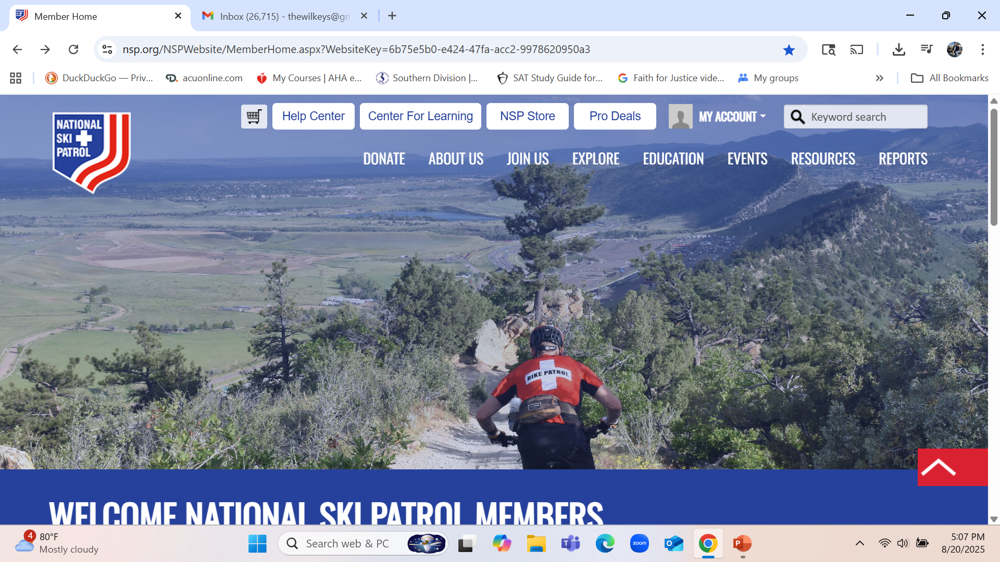 Member Home
Inbox (26,715) - thewilkeys@gm
nsp.org/NSPWebsite/MemberHome.aspx?WebsiteKey=6b75e5b0-e424-47fa-acc2-9978620950a3
DuckDuckGo — Priv...
acuonline.com
My Courses | AHA e...
Southern Division |...
SAT Study Guide for...
Faith for Justice vide...
My groups
All Bookmarks
NATIONAL
SKI
PATROL
Help Center
Center For Learning
NSP Store
Pro Deals
MY ACCOUNT
Keyword search
DONATE
ABOUT US
JOIN US
EXPLORE
EDUCATION
EVENTS
RESOURCES
REPORTS
BIKE PATROL
WELCOME NATIONAL SKI PATROL MEMBERS
4
80°F
Mostly cloudy
Search web & PC
zoom
5:07 PM
8/20/2025